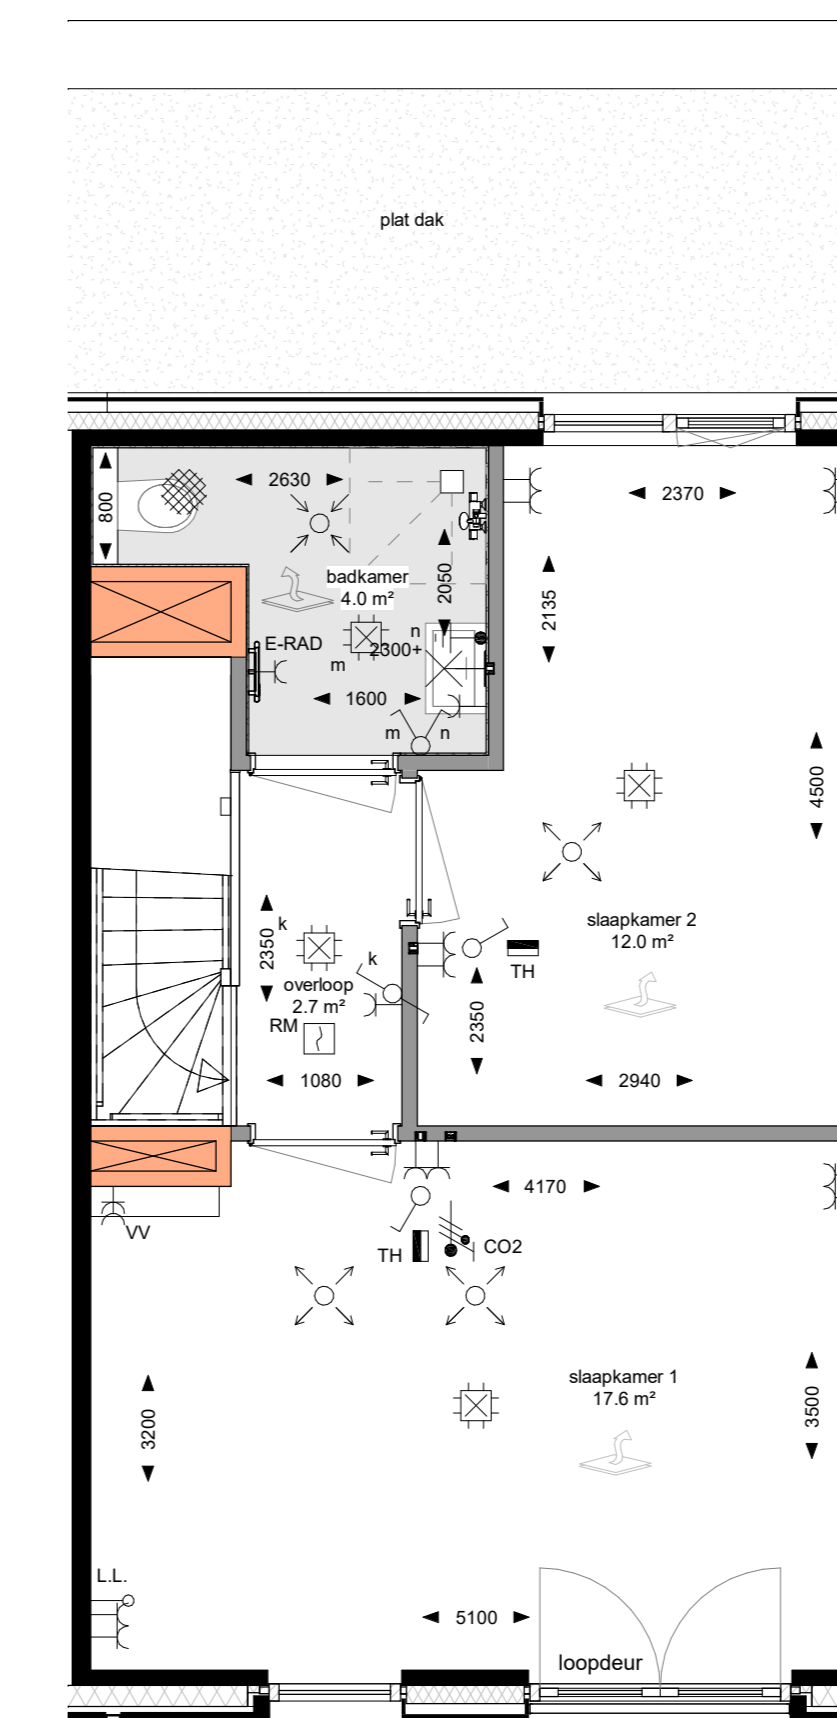 plat dak
2630
2370
800
badkamer
4.0 m²
2050
2135
n
E-RAD
2300+
m
1600
m
n
4500
slaapkamer 2
12.0 m²
k
2350
k
TH
overloop
2.7 m²
RM
2350
1080
2940
4170
VV
TH
CO2
slaapkamer 1
17.6 m²
3200
3500
L.L.
5100
loopdeur